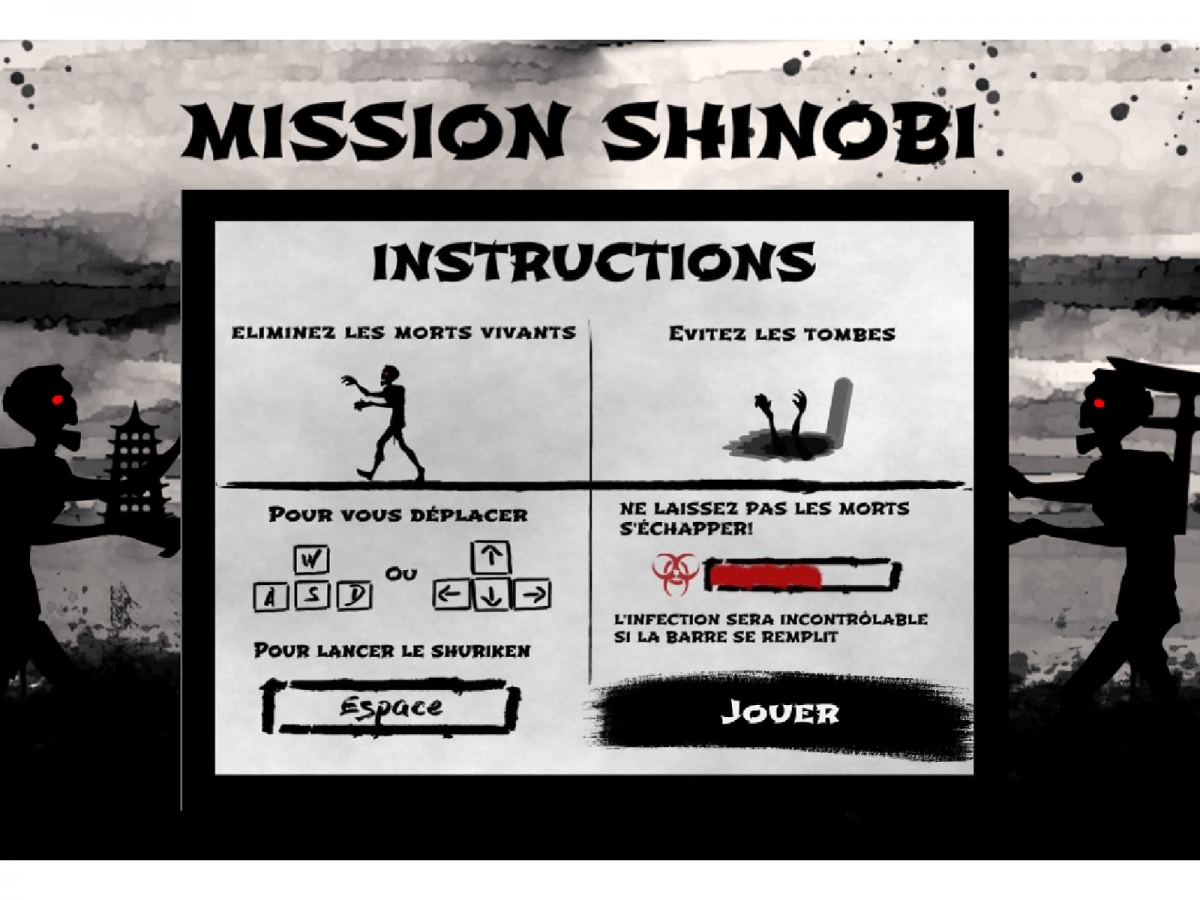 MISSION SHINOBI
INSTRUCTIONS
ELIMINEZ LES MORTS VIVANTS
EVITEZ LES TOMBES
POUR VOUS DÉPLACER
W
OU
↑
A S D
← ↓ →
POUR LANCER LE SHURIKEN
Espace
NE LAISSEZ PAS LES MORTS
S'ÉCHAPPER!
L'INFECTION SERA INCONTRÔLABLE
SI LA BARRE SE REMPLIT
JOUER